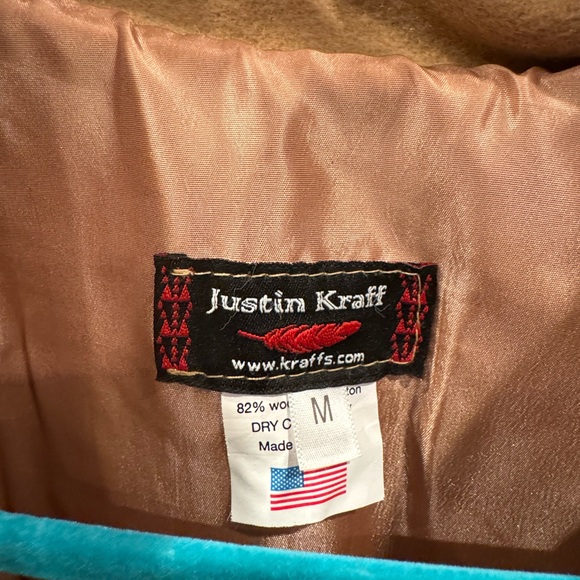 Justin Kraff
www.kraffs.com
82% wo
DRY C
Made
M